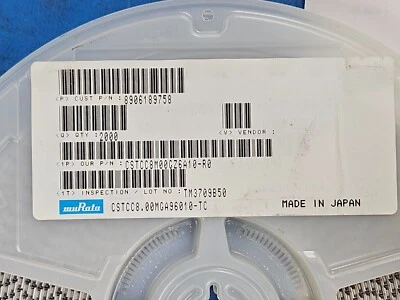 (P) CUST P/N : 8906189758
(Q) QTY : 2000
(V) VENDOR :
(1P) OUR P/N : CSTCC8M00GZ6A10-R0
(1T) INSPECTION / LOT NO : TM3709B50
muRata CSTCC8.00MGA96010-TC MADE IN JAPAN